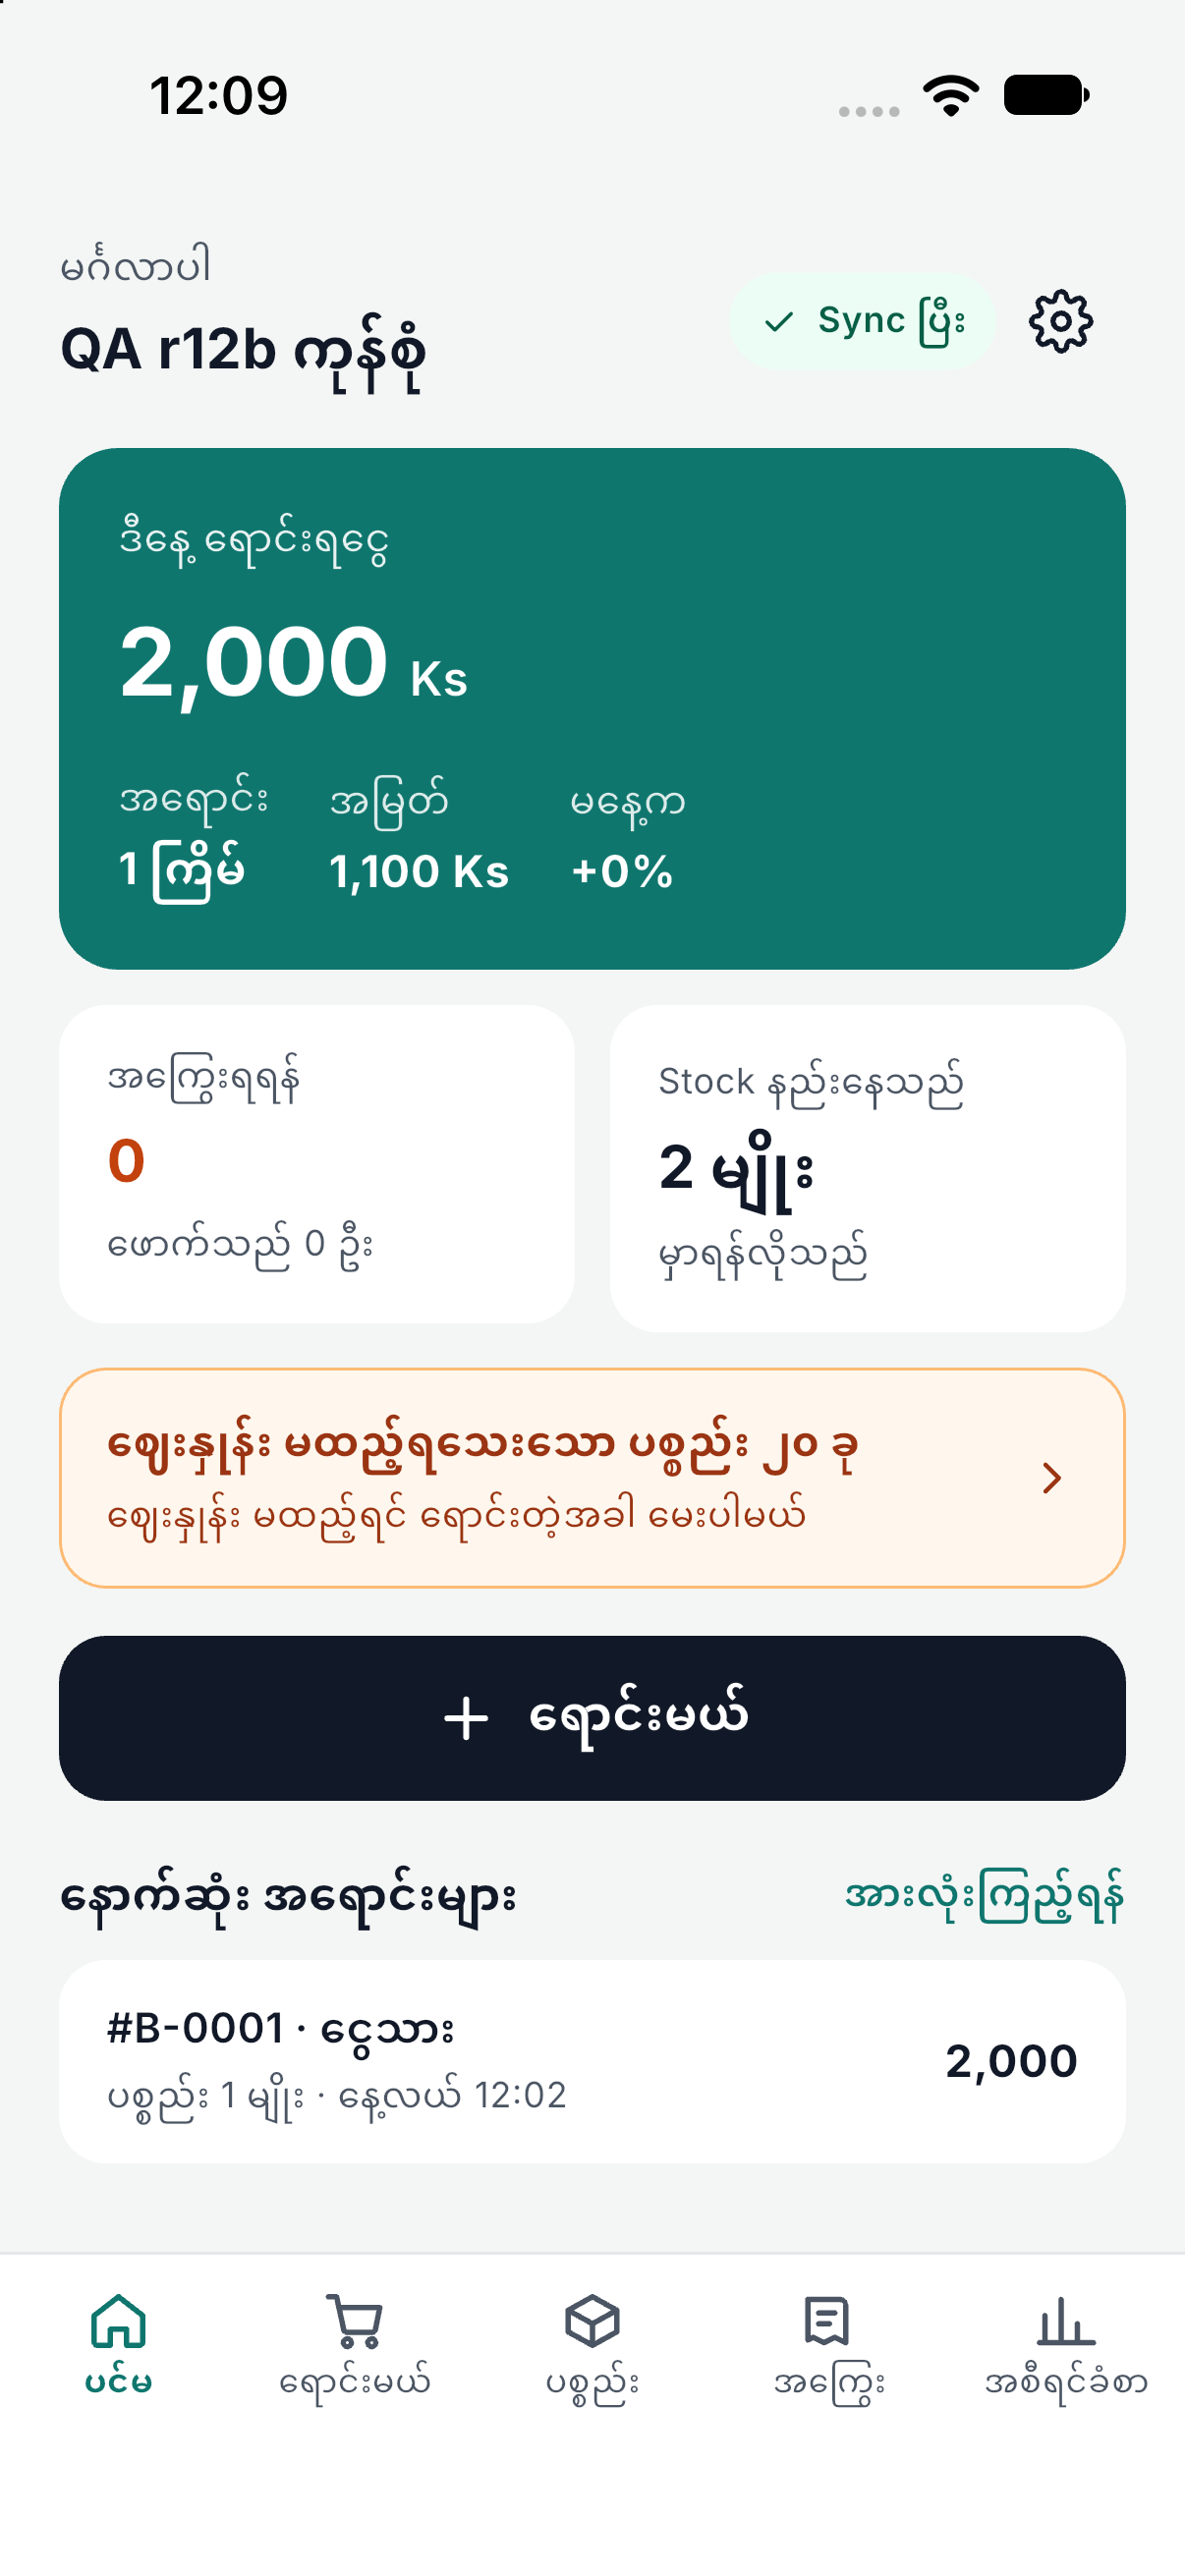 12:09
မင်္ဂလာပါ
QA r12b ကုန်စုံ
Sync ပြီး
ဒီနေ့ ရောင်းရငွေ
2,000 Ks
အရောင်း အမြတ် မနေ့က
1 ကြိမ် 1,100 Ks +0%
အကြွေးရရန်
0
ဖောက်သည် 0 ဦး
Stock နည်းနေသည်
2 မျိုး
မှာရန်လိုသည်
ဈေးနှုန်း မထည့်ရသေးသော ပစ္စည်း ၂၀ ခု
ဈေးနှုန်း မထည့်ရင် ရောင်းတဲ့အခါ မေးပါမယ်
ရောင်းမယ်
နောက်ဆုံး အရောင်းများ အားလုံးကြည့်ရန်
#B-0001 · ငွေသား
ပစ္စည်း 1 မျိုး · နေ့လယ် 12:02
2,000
ပင်မ ရောင်းမယ် ပစ္စည်း အကြွေး အစီရင်ခံစာ